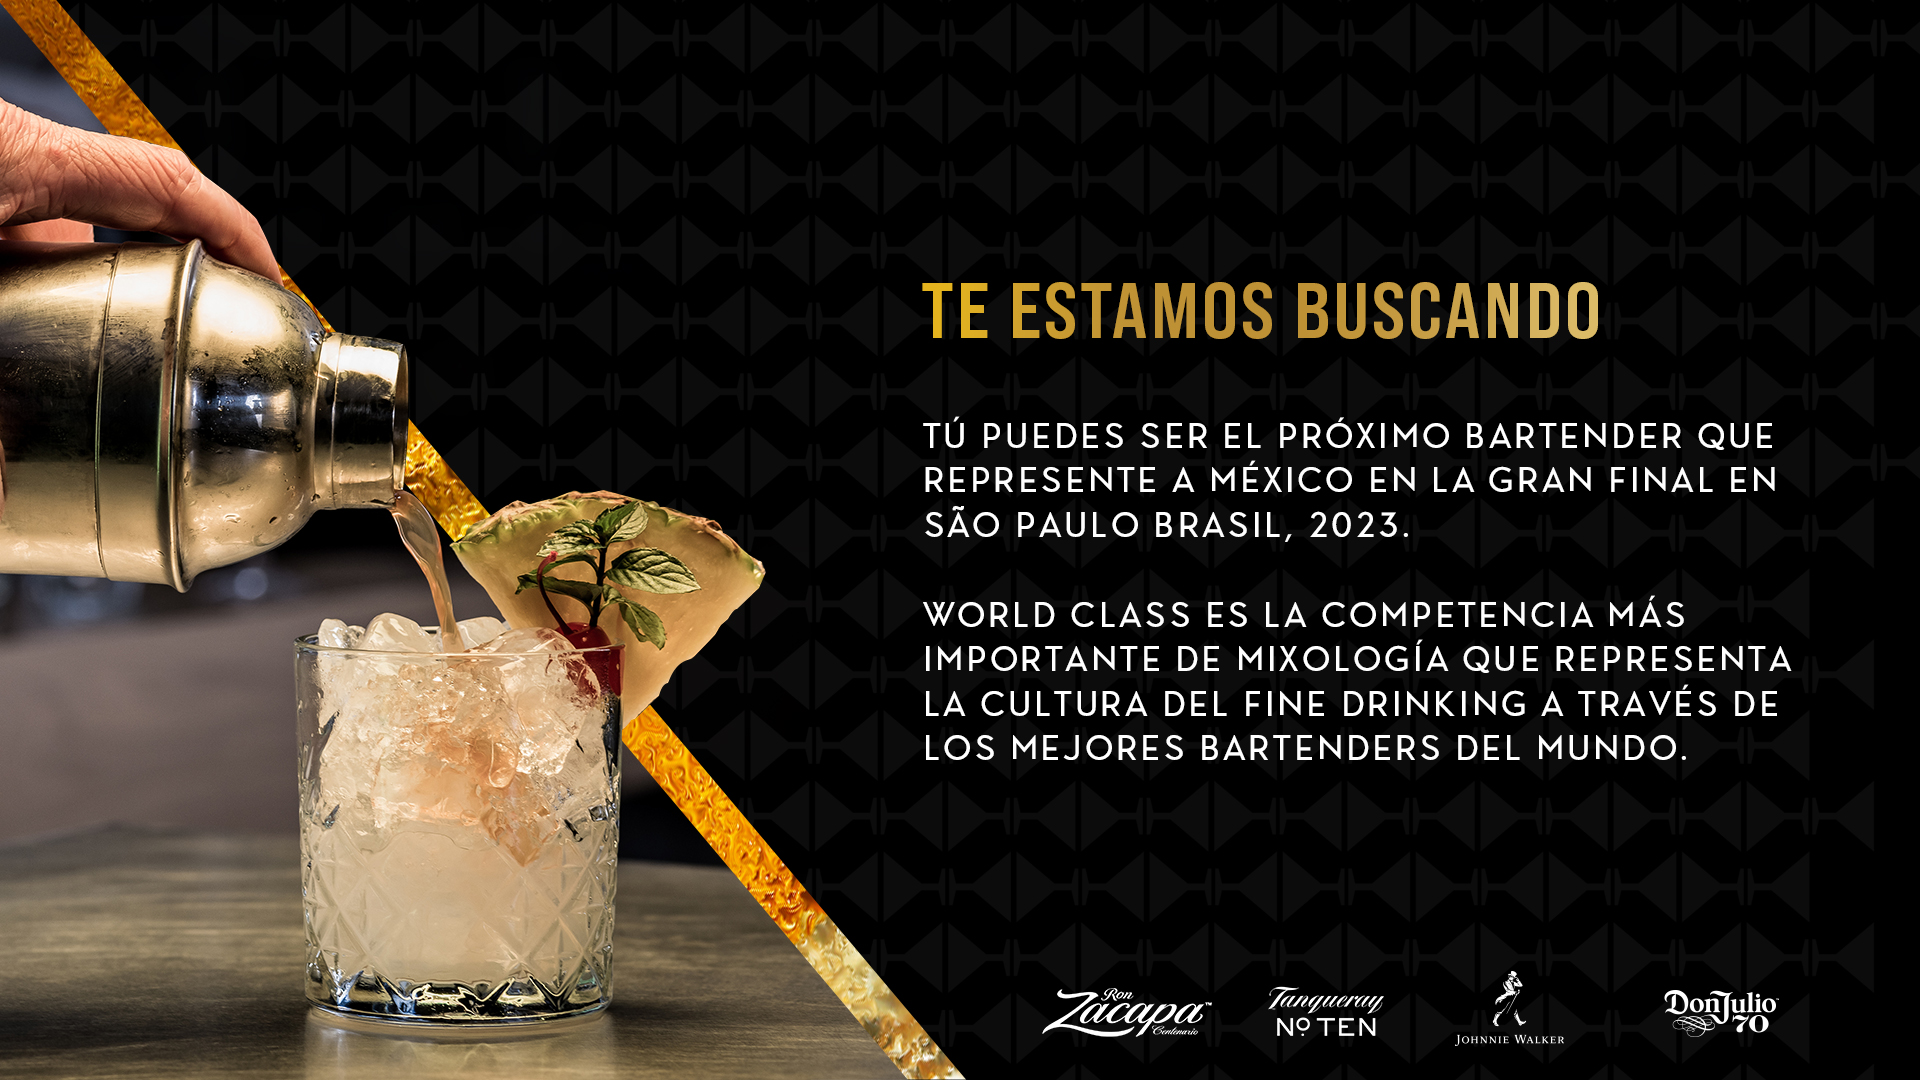 TE ESTAMOS BUSCANDO
TÚ PUEDES SER EL PRÓXIMO BARTENDER QUE
REPRESENTE A MÉXICO EN LA GRAN FINAL EN
SÃO PAULO BRASIL, 2023.
WORLD CLASS ES LA COMPETENCIA MÁS
IMPORTANTE DE MIXOLOGÍA QUE REPRESENTA
LA CULTURA DEL FINE DRINKING A TRAVÉS DE
LOS MEJORES BARTENDERS DEL MUNDO.
Ron
Zacapa™
Centenario
Tanqueray
Nº TEN
JOHNNIE WALKER
DonJulio
70